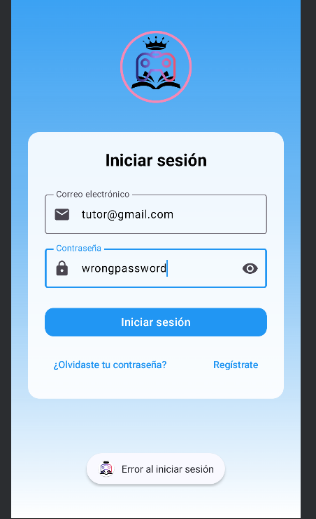 Iniciar sesión
Correo electrónico
tutor@gmail.com
Contraseña
wrongpassword
Iniciar sesión
¿Olvidaste tu contraseña? Regístrate
Error al iniciar sesión